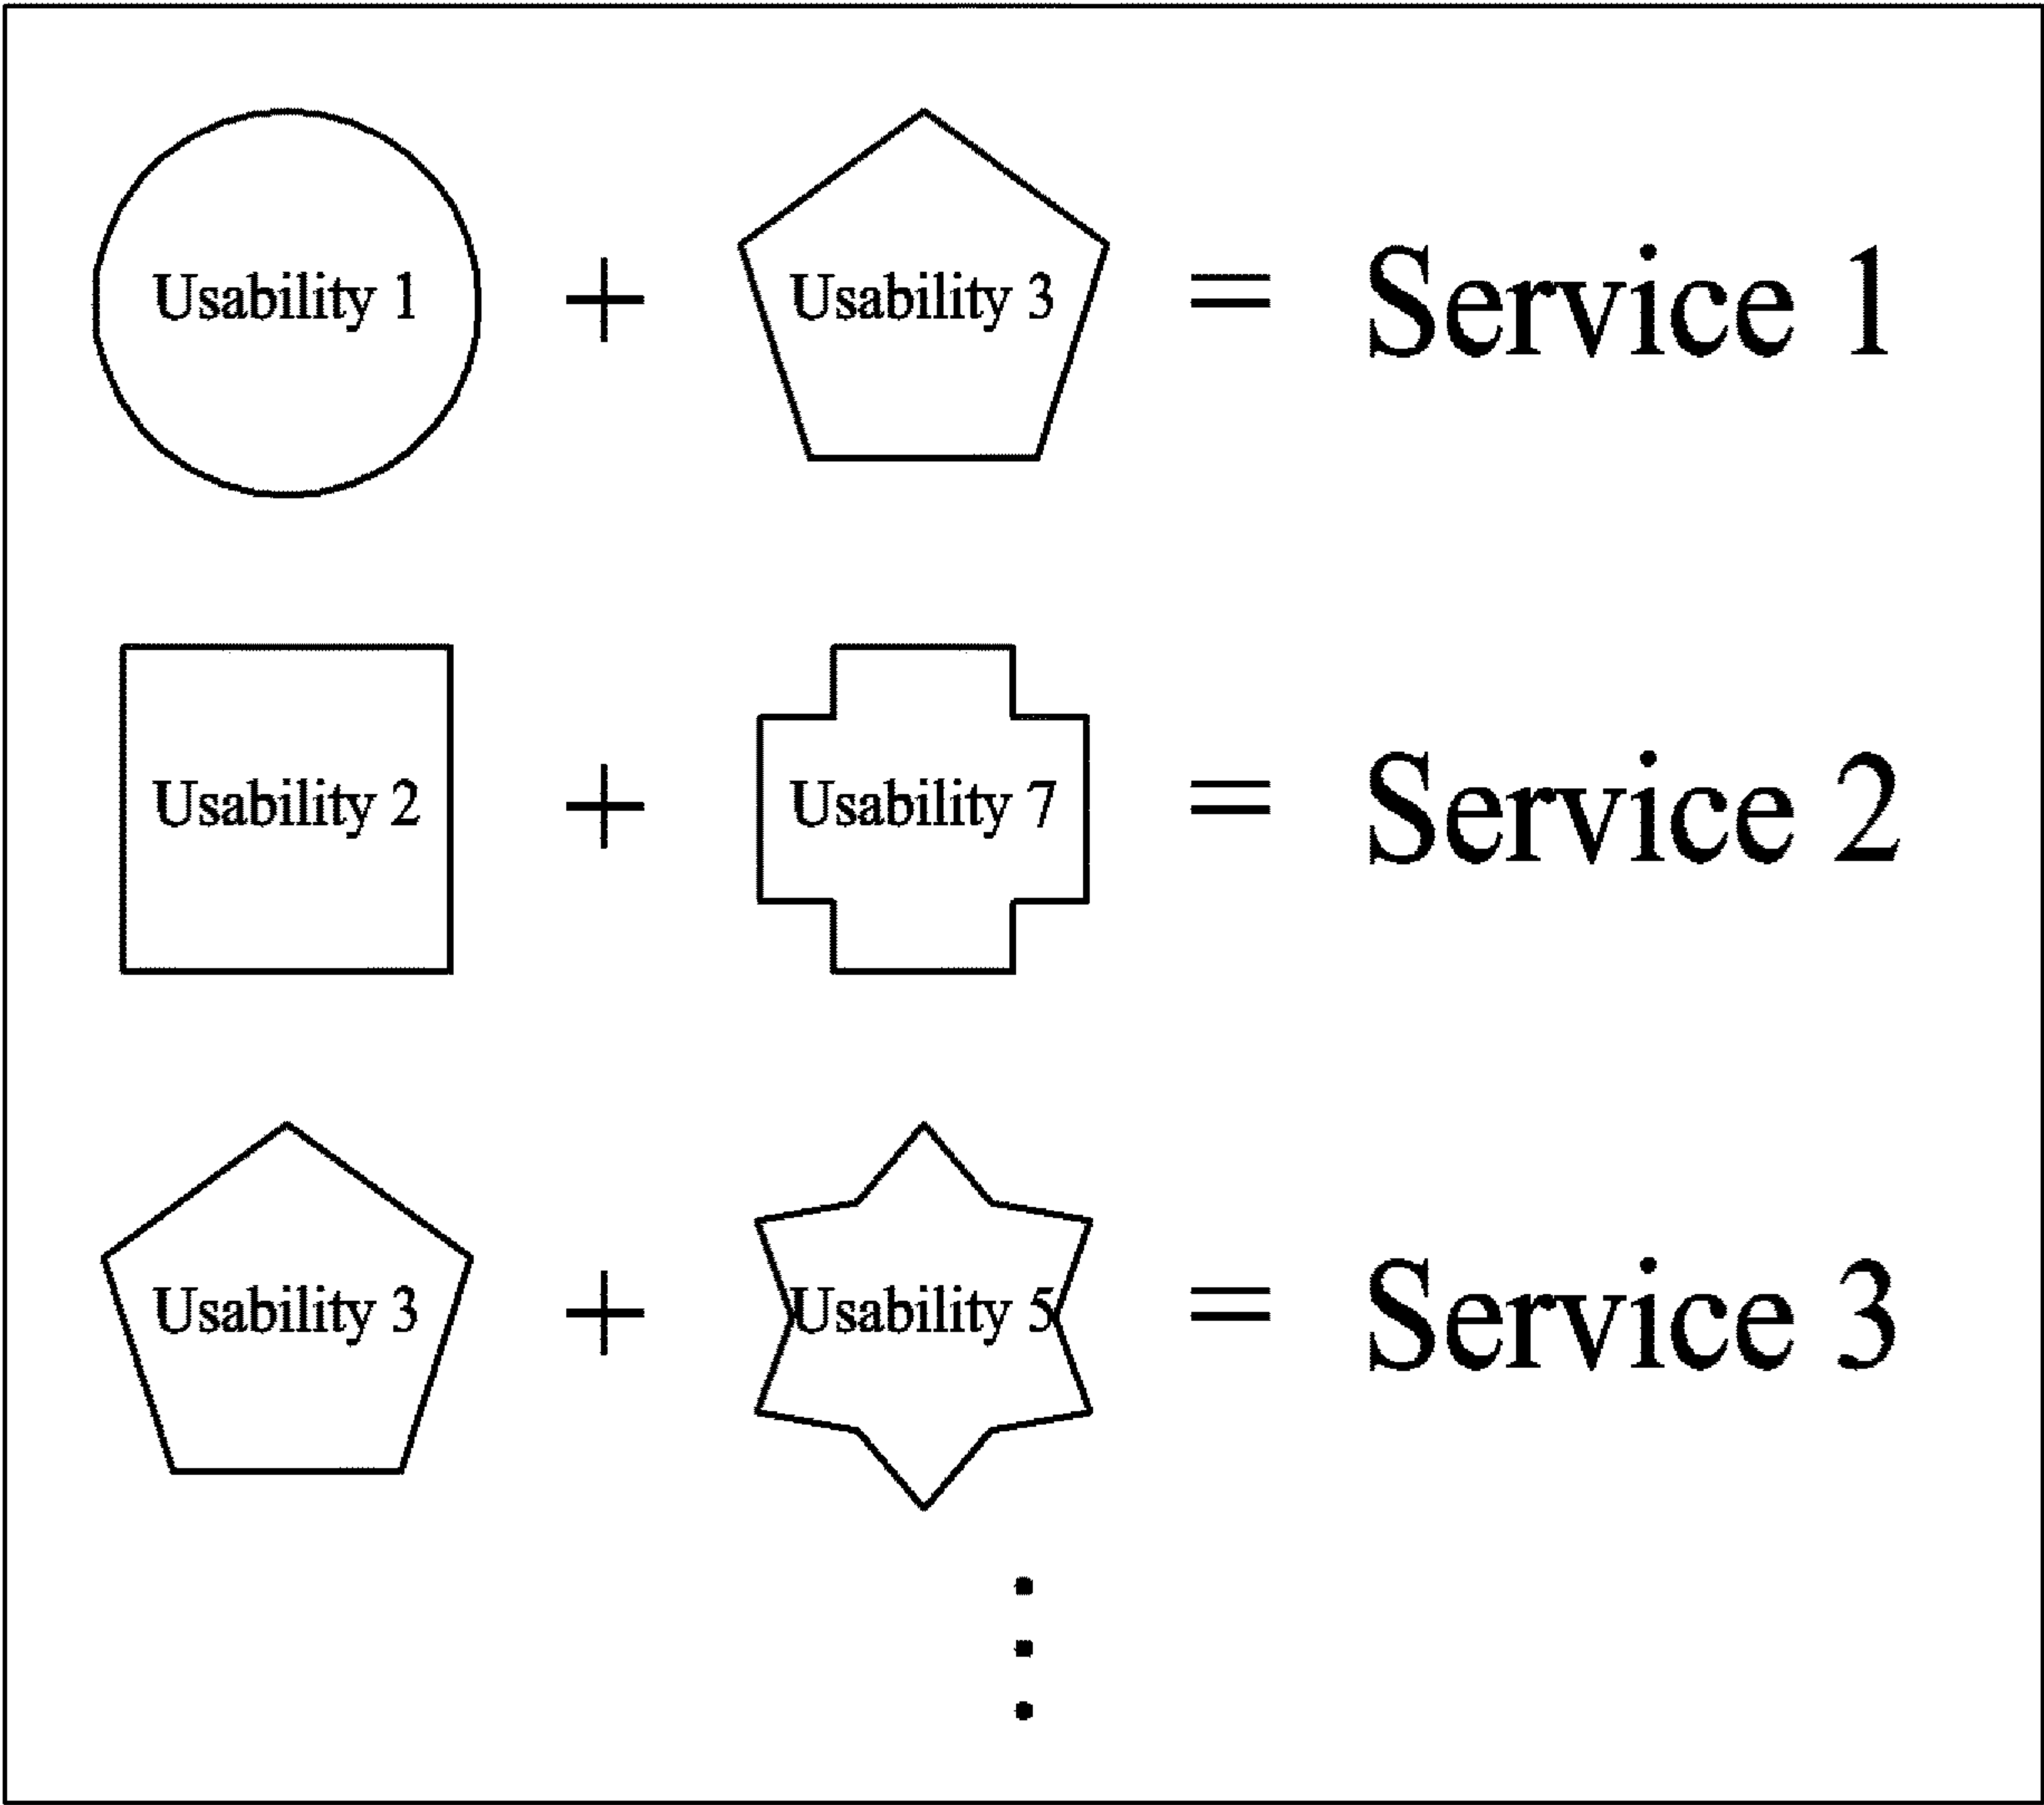 Usability 1 + Usability 3 = Service 1
Usability 2 + Usability 7 = Service 2
Usability 3 + Usability 5 = Service 3